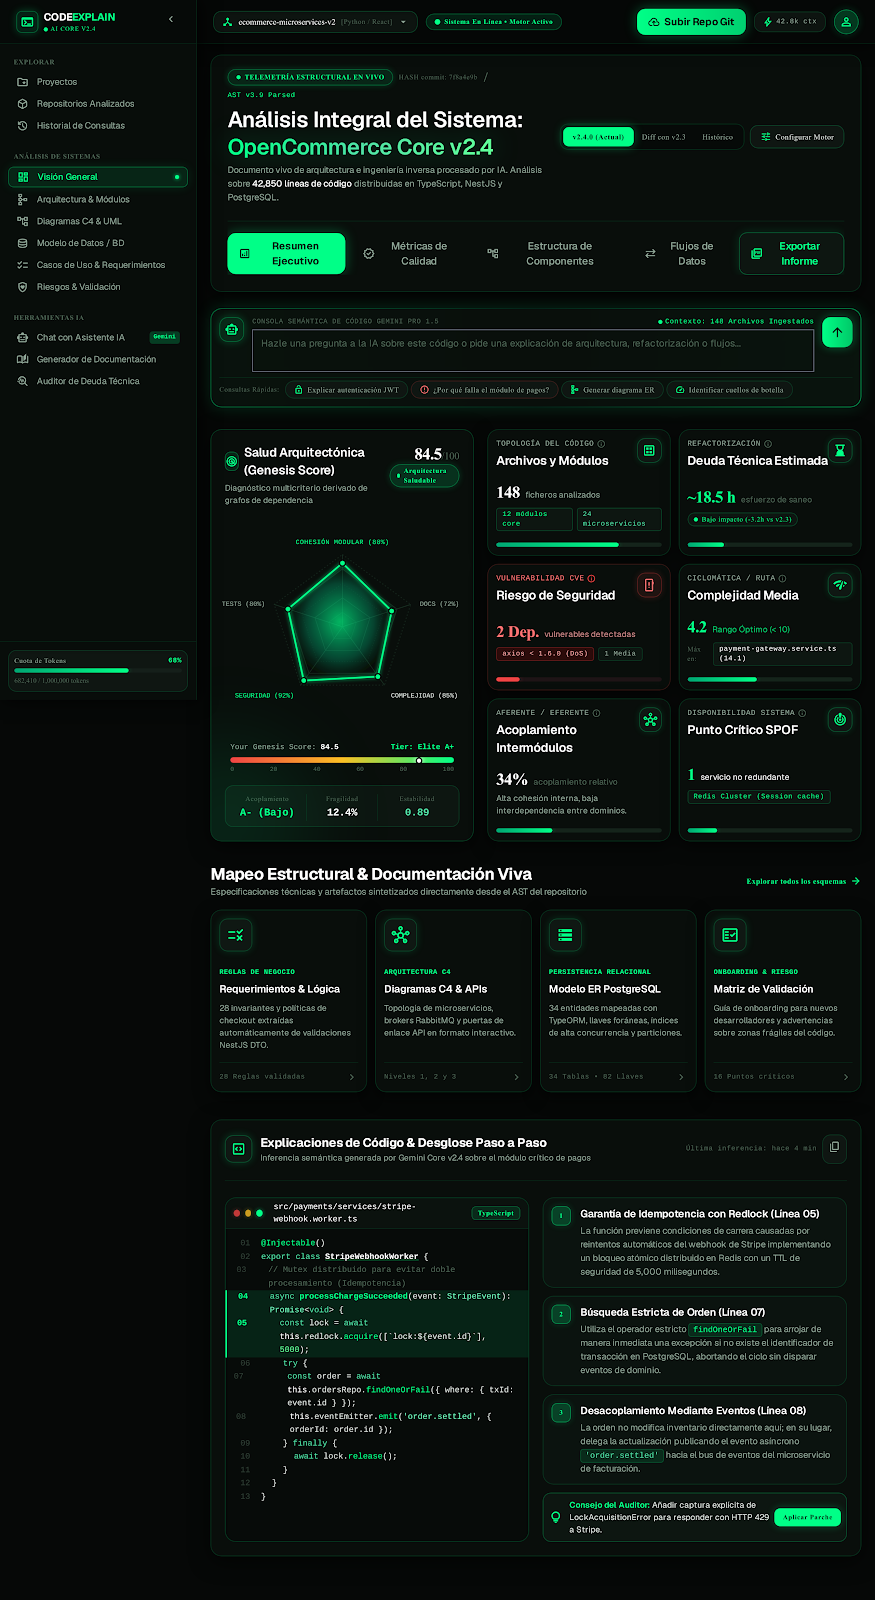 CODEEXPLAIN
AI CORE V2.4
EXPLORAR
Proyectos
Repositorios Analizados
Historial de Consultas
ANÁLISIS DE SISTEMAS
Visión General
Arquitectura & Módulos
Diagramas C4 & UML
Modelo de Datos / BD
Casos de Uso & Requerimientos
Riesgos & Validación
HERRAMIENTAS IA
Chat con Asistente IA Gemini
Generador de Documentación
Auditor de Deuda Técnica
Cuota de Tokens 68%
682,410 / 1,000,000 tokens
ecommerce-microservices-v2 [Python / React]
Sistema En Línea • Motor Activo
Subir Repo Git
42.8k ctx
TELEMETRÍA ESTRUCTURAL EN VIVO
HASH commit: 7f8a4e9b /
AST v3.9 Parsed
Análisis Integral del Sistema:
OpenCommerce Core v2.4
Documento vivo de arquitectura e ingeniería inversa procesado por IA. Análisis
sobre 42,850 líneas de código distribuidas en TypeScript, NestJS y
PostgreSQL.
v2.4.0 (Actual) Diff con v2.3 Histórico
Configurar Motor
Resumen
Ejecutivo
Métricas de
Calidad
Estructura de
Componentes
Flujos de
Datos
Exportar
Informe
CONSOLA SEMÁNTICA DE CÓDIGO GEMINI PRO 1.5
Contexto: 148 Archivos Ingestados
Hazle una pregunta a la IA sobre este código o pide una explicación de arquitectura, refactorización o flujos...
Consultas Rápidas:
Explicar autenticación JWT
¿Por qué falla el módulo de pagos?
Generar diagrama ER
Identificar cuellos de botella
Salud Arquitectónica
(Genesis Score)
84.5/100
Arquitectura
Saludable
Diagnóstico multicriterio derivado de
grafos de dependencia
COHESIÓN MODULAR (88%)
TESTS (80%)
DOCS (72%)
SEGURIDAD (92%)
COMPLEJIDAD (85%)
Your Genesis Score: 84.5
Tier: Elite A+
0 20 40 60 80 100
Acoplamiento
A- (Bajo)
Fragilidad
12.4%
Estabilidad
0.89
TOPOLOGÍA DEL CÓDIGO
Archivos y Módulos
148 ficheros analizados
12 módulos
core
24
microservicios
REFACTORIZACIÓN
Deuda Técnica Estimada
~18.5 h esfuerzo de saneo
Bajo impacto (-3.2h vs v2.3)
VULNERABILIDAD CVE
Riesgo de Seguridad
2 Dep. vulnerables detectadas
axios < 1.6.0 (DoS)
1 Media
CICLOMÁTICA / RUTA
Complejidad Media
4.2 Rango Óptimo (< 10)
Más
en:
payment-gateway.service.ts
(14.1)
AFERENTE / EFERENTE
Acoplamiento
Intermódulos
34% acoplamiento relativo
Alta cohesión interna, baja
interdependencia entre dominios.
DISPONIBILIDAD SISTEMA
Punto Crítico SPOF
1 servicio no redundante
Redis Cluster (Session cache)
Mapeo Estructural & Documentación Viva
Especificaciones técnicas y artefactos sintetizados directamente desde el AST del repositorio
Explorar todos los esquemas
REGLAS DE NEGOCIO
Requerimientos & Lógica
28 invariantes y políticas de
checkout extraídas
automáticamente de validaciones
NestJS DTO.
28 Reglas validadas
ARQUITECTURA C4
Diagramas C4 & APIs
Topología de microservicios,
brokers RabbitMQ y puertas de
enlace API en formato interactivo.
Niveles 1, 2 y 3
PERSISTENCIA RELACIONAL
Modelo ER PostgreSQL
34 entidades mapeadas con
TypeORM, llaves foráneas, índices
de alta concurrencia y particiones.
34 Tablas • 82 Llaves
ONBOARDING & RIESGO
Matriz de Validación
Guía de onboarding para nuevos
desarrolladores y advertencias
sobre zonas frágiles del código.
16 Puntos críticos
Explicaciones de Código & Desglose Paso a Paso
Inferencia semántica generada por Gemini Core v2.4 sobre el módulo crítico de pagos
Última inferencia: hace 4 min
src/payments/services/stripe-
webhook.worker.ts
TypeScript
01 @Injectable()
02 export class StripeWebhookWorker {
03 // Mutex distribuido para evitar doble
procesamiento (Idempotencia)
04 async processChargeSucceeded(event: StripeEvent):
Promise<void> {
05 const lock = await
this.redlock.acquire([`lock:${event.id}`],
5000);
06 try {
07 const order = await
this.ordersRepo.findOneOrFail({ where: { txId:
event.id } });
08 this.eventEmitter.emit('order.settled', {
orderId: order.id });
09 } finally {
10 await lock.release();
11 }
12 }
13 }
1 Garantía de Idempotencia con Redlock (Línea 05)
La función previene condiciones de carrera causadas por
reintentos automáticos del webhook de Stripe implementando
un bloqueo atómico distribuido en Redis con un TTL de
seguridad de 5,000 milisegundos.
2 Búsqueda Estricta de Orden (Línea 07)
Utiliza el operador estricto findOneOrFail para arrojar de
manera inmediata una excepción si no existe el identificador de
transacción en PostgreSQL, abortando el ciclo sin disparar
eventos de dominio.
3 Desacoplamiento Mediante Eventos (Línea 08)
La orden no modifica inventario directamente aquí; en su lugar,
delega la actualización publicando el evento asíncrono
'order.settled' hacia el bus de eventos del microservicio
de facturación.
Consejo del Auditor: Añadir captura explícita de
LockAcquisitionError para responder con HTTP 429
a Stripe.
Aplicar Parche